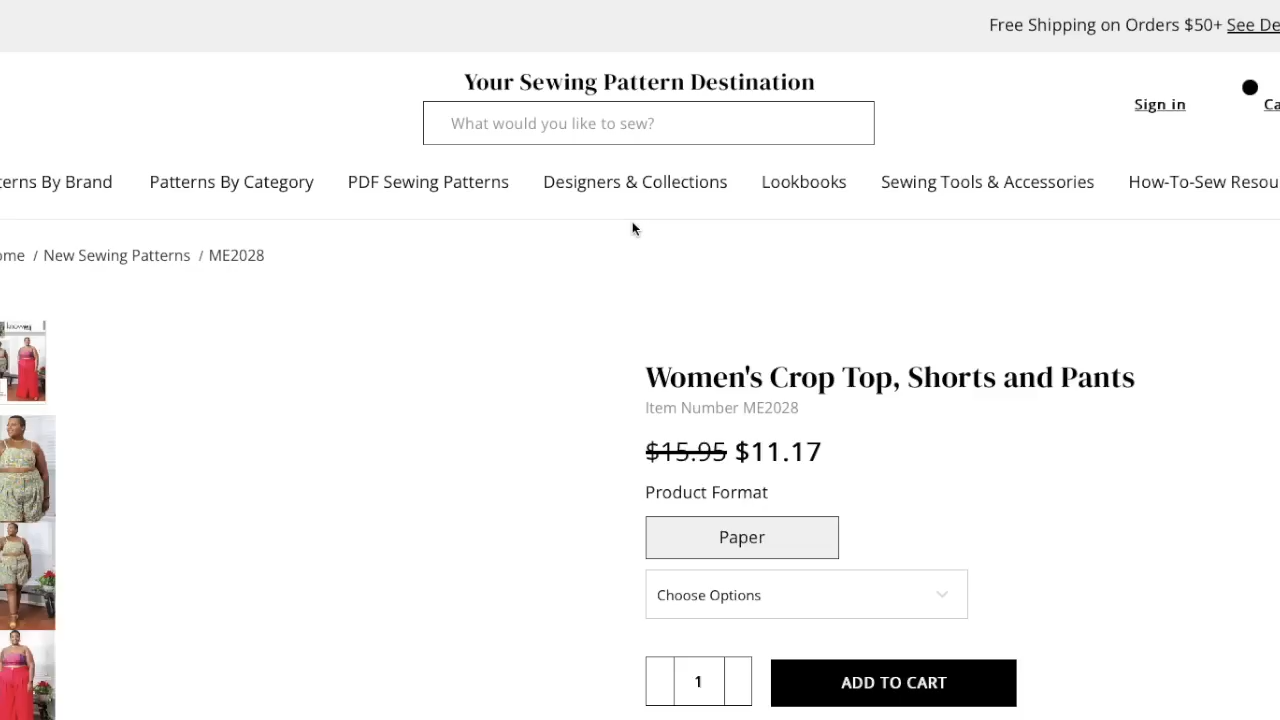 Free Shipping on Orders $50+ See De
Your Sewing Pattern Destination
What would you like to sew?
Sign in
Ca
terns By Brand Patterns By Category PDF Sewing Patterns Designers & Collections Lookbooks Sewing Tools & Accessories How-To-Sew Resou
ome / New Sewing Patterns / ME2028
Women's Crop Top, Shorts and Pants
Item Number ME2028
$15.95 $11.17
Product Format
Paper
Choose Options
1
ADD TO CART